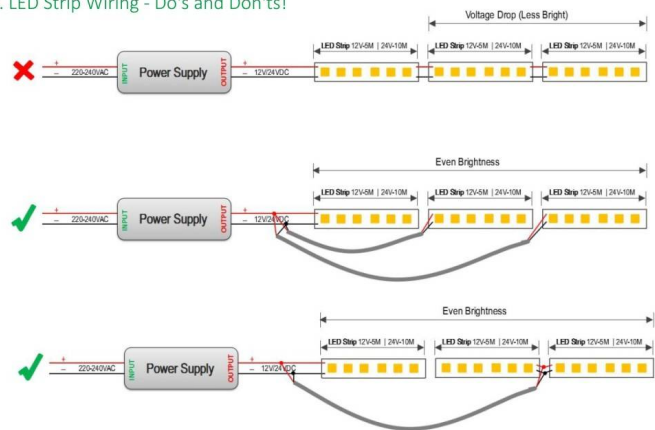 . LED Strip Wiring - Do's and Don'ts!
Voltage Drop (Less Bright)
LED Strip 12V-5M | 24V-10M LED Strip 12V-5M | 24V-10M LED Strip 12V-5M | 24V-10M
+ INPUT Power Supply OUTPUT +
– 220-240VAC – 12V/24VDC
Even Brightness
LED Strip 12V-5M | 24V-10M LED Strip 12V-5M | 24V-10M LED Strip 12V-5M | 24V-10M
+ INPUT Power Supply OUTPUT +
– 220-240VAC – 12V/24VDC
Even Brightness
LED Strip 12V-5M | 24V-10M LED Strip 12V-5M | 24V-10M LED Strip 12V-5M | 24V-10M
+ INPUT Power Supply OUTPUT +
– 220-240VAC – 12V/24VDC